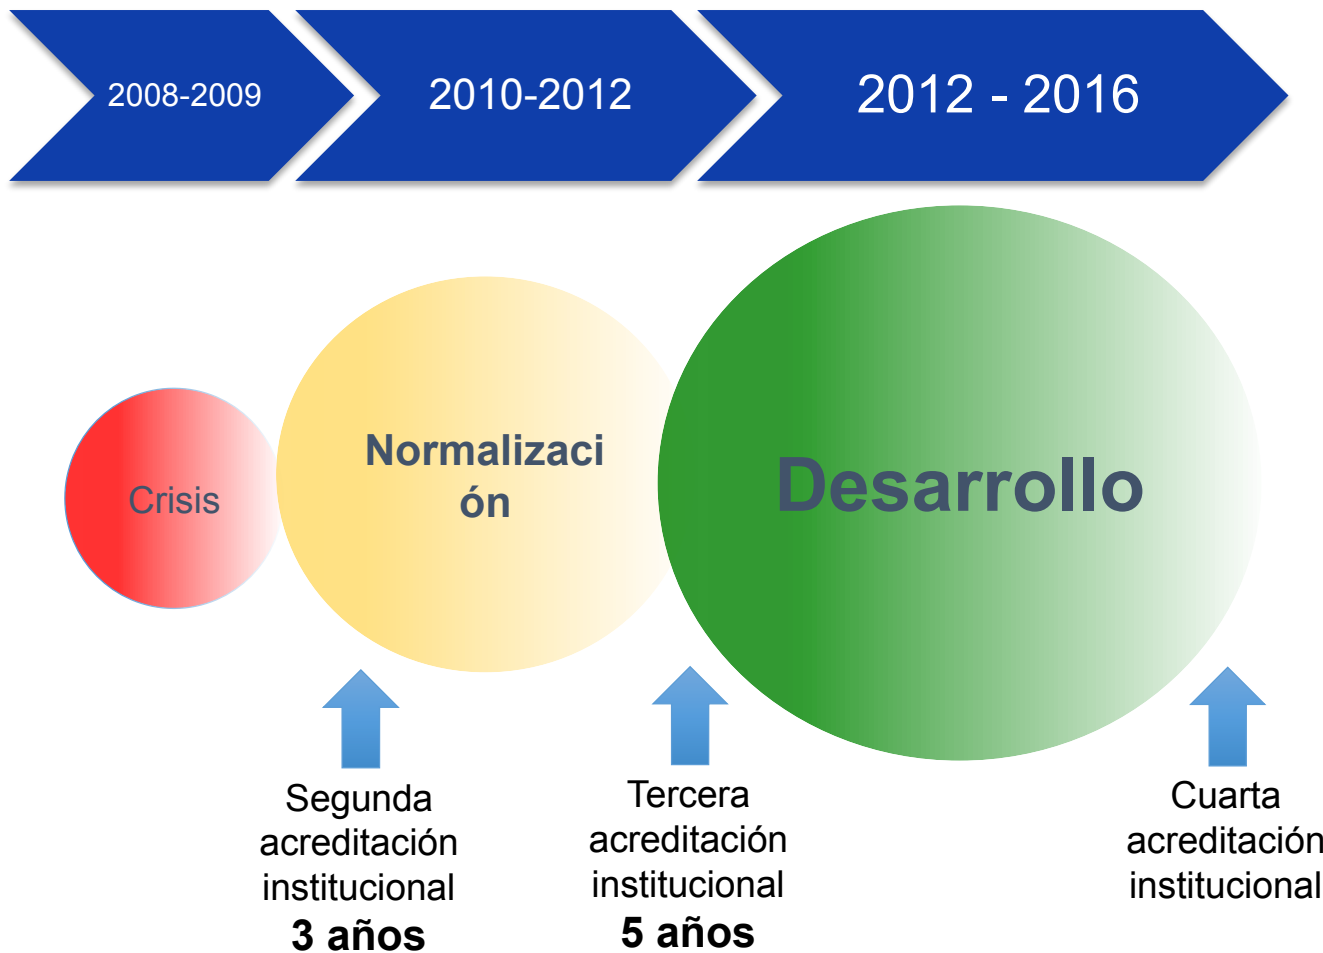 2008-2009
2010-2012
2012 - 2016
Crisis
Normalizaci
ón
Desarrollo
Segunda
acreditación
institucional
3 años
Tercera
acreditación
institucional
5 años
Cuarta
acreditación
institucional